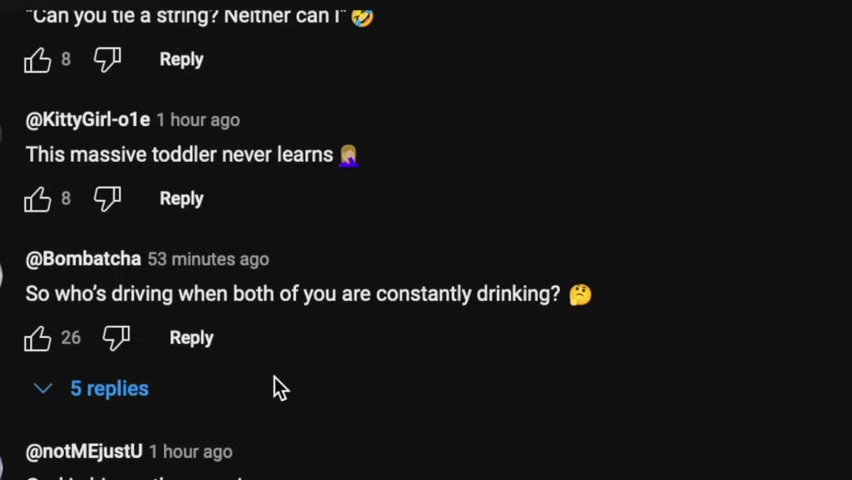 "Can you tie a string? Neither can I" 🤣
8 Reply
@KittyGirl-o1e 1 hour ago
This massive toddler never learns 🤦🏼‍♀️
8 Reply
@Bombatcha 53 minutes ago
So who's driving when both of you are constantly drinking? 🤔
26 Reply
5 replies
@notMEjustU 1 hour ago